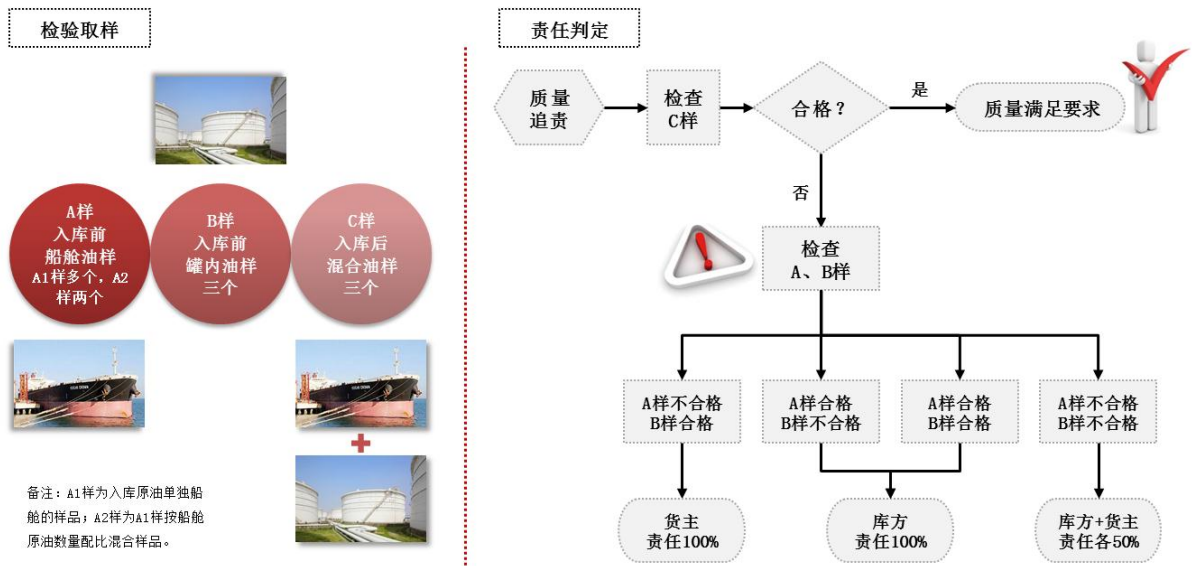 检验取样
A样
入库前
船舱油样
A1样多个，A2
样两个
B样
入库前
罐内油样
三个
C样
入库后
混合油样
三个
备注：A1样为入库原油单独船
舱的样品；A2样为A1样按船舱
原油数量配比混合样品。
责任判定
质量
追责
检查
C样
合格？
是
质量满足要求
否
检查
A、B样
A样不合格
B样合格
A样合格
B样不合格
A样合格
B样合格
A样不合格
B样不合格
货主
责任100%
库方
责任100%
库方+货主
责任各50%